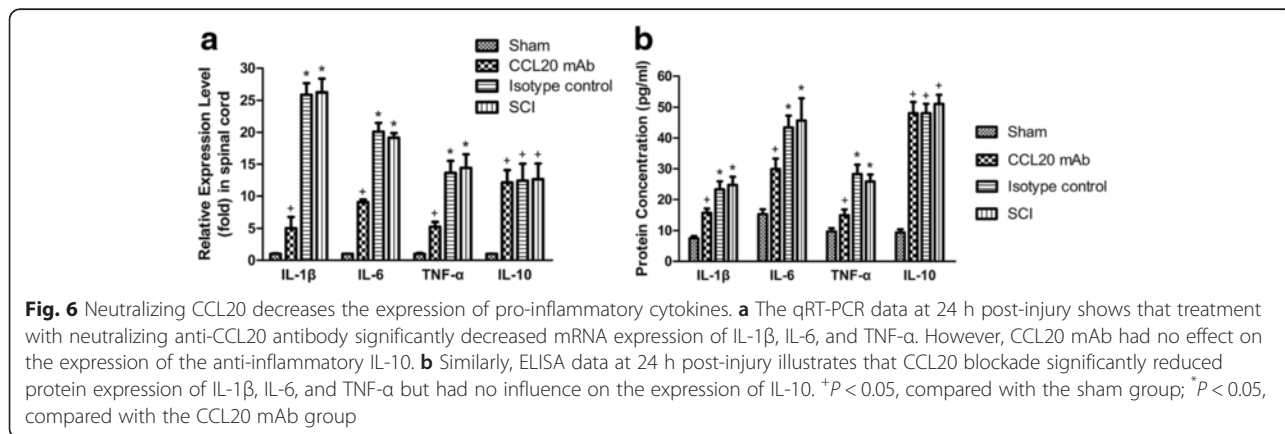 a
Relative Expression Level
(fold) in spinal cord
30
25
20
15
10
5
0
* *
+
* *
+
* *
+
+ + +
IL-1β IL-6 TNF-α IL-10
Sham
CCL20 mAb
Isotype control
SCI
b
Protein Concentration (pg/ml)
60
50
40
30
20
10
0
+ * *
+ * *
+ * *
+ + +
IL-1β IL-6 TNF-α IL-10
Sham
CCL20 mAb
Isotype control
SCI
Fig. 6 Neutralizing CCL20 decreases the expression of pro-inflammatory cytokines. a The qRT-PCR data at 24 h post-injury shows that treatment
with neutralizing anti-CCL20 antibody significantly decreased mRNA expression of IL-1β, IL-6, and TNF-α. However, CCL20 mAb had no effect on
the expression of the anti-inflammatory IL-10. b Similarly, ELISA data at 24 h post-injury illustrates that CCL20 blockade significantly reduced
protein expression of IL-1β, IL-6, and TNF-α but had no influence on the expression of IL-10. +P < 0.05, compared with the sham group; *P < 0.05,
compared with the CCL20 mAb group